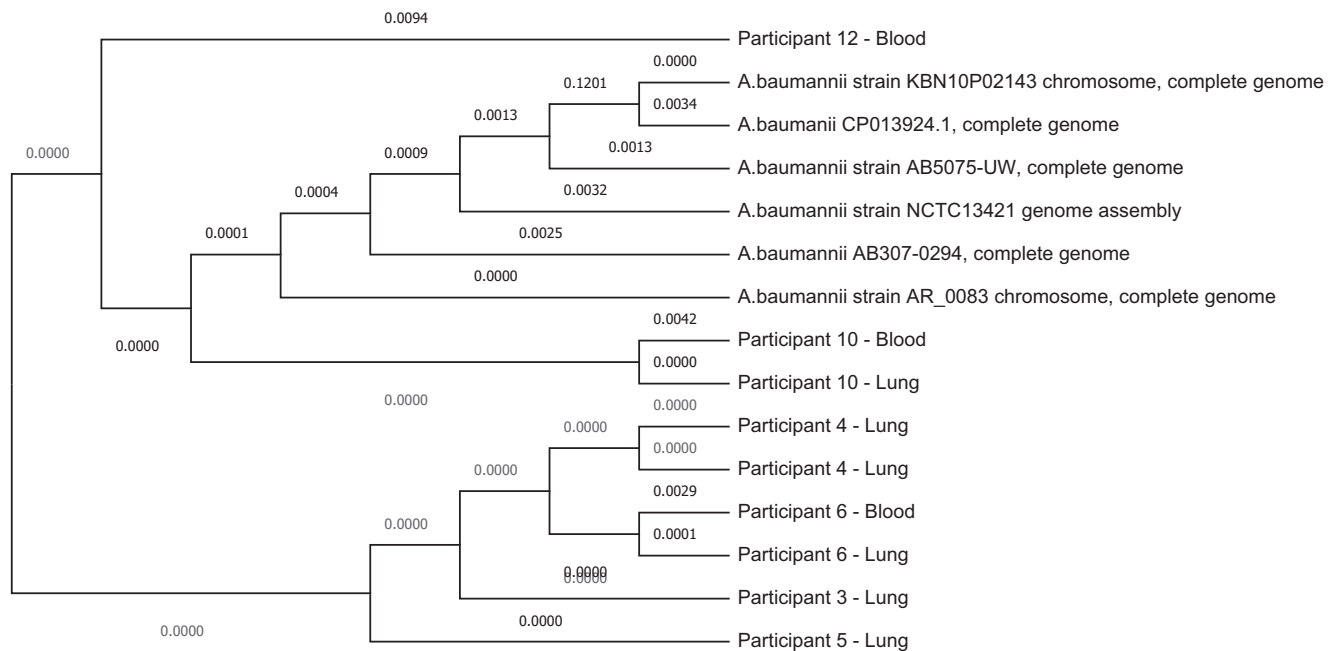 0.0094
Participant 12 - Blood
0.0000
0.1201
A.baumannii strain KBN10P02143 chromosome, complete genome
0.0034
0.0013
A.baumanii CP013924.1, complete genome
0.0013
0.0000
0.0009
A.baumannii strain AB5075-UW, complete genome
0.0032
0.0004
A.baumannii strain NCTC13421 genome assembly
0.0001
0.0025
A.baumannii AB307-0294, complete genome
0.0000
A.baumannii strain AR_0083 chromosome, complete genome
0.0042
0.0000
Participant 10 - Blood
0.0000
Participant 10 - Lung
0.0000
0.0000
0.0000
Participant 4 - Lung
0.0000
0.0000
Participant 4 - Lung
0.0029
Participant 6 - Blood
0.0000
0.0001
Participant 6 - Lung
0.0000
0.0000
Participant 3 - Lung
0.0000
0.0000
Participant 5 - Lung